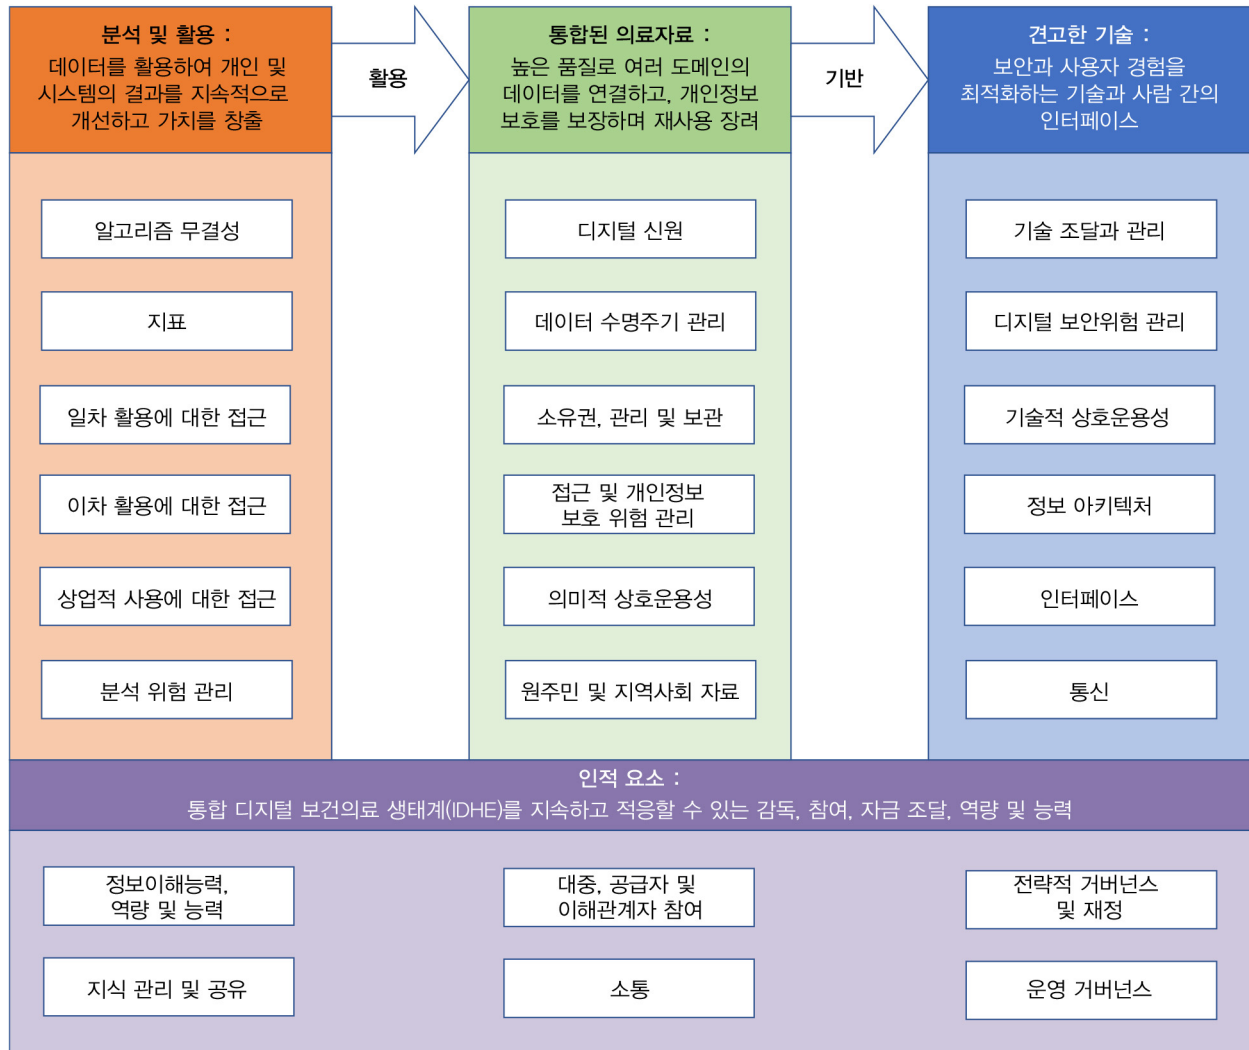 분석 및 활용 :
데이터를 활용하여 개인 및
시스템의 결과를 지속적으로
개선하고 가치를 창출
활용
통합된 의료자료 :
높은 품질로 여러 도메인의
데이터를 연결하고, 개인정보
보호를 보장하며 재사용 장려
기반
견고한 기술 :
보안과 사용자 경험을
최적화하는 기술과 사람 간의
인터페이스
알고리즘 무결성
지표
일차 활용에 대한 접근
이차 활용에 대한 접근
상업적 사용에 대한 접근
분석 위험 관리
디지털 신원
데이터 수명주기 관리
소유권, 관리 및 보관
접근 및 개인정보
보호 위험 관리
의미적 상호운용성
원주민 및 지역사회 자료
기술 조달과 관리
디지털 보안위험 관리
기술적 상호운용성
정보 아키텍처
인터페이스
통신
인적 요소 :
통합 디지털 보건의료 생태계(IDHE)를 지속하고 적응할 수 있는 감독, 참여, 자금 조달, 역량 및 능력
정보이해능력,
역량 및 능력
대중, 공급자 및
이해관계자 참여
전략적 거버넌스
및 재정
지식 관리 및 공유
소통
운영 거버넌스